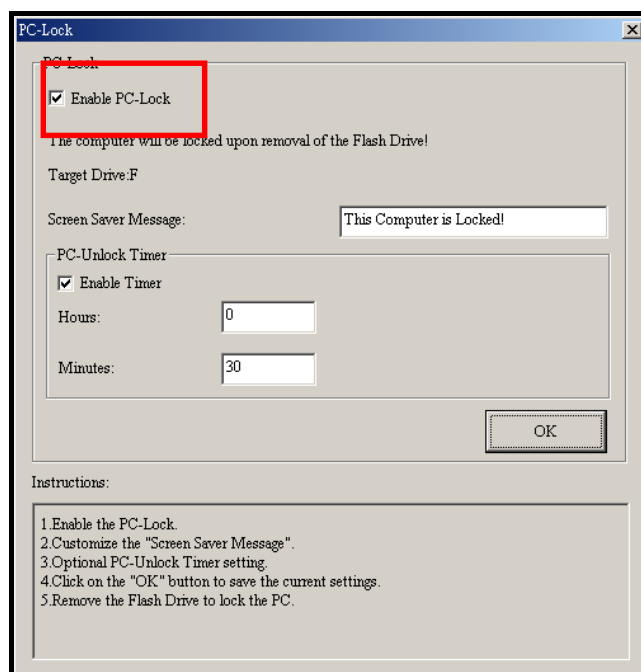 PC-Lock
PC-Lock
Enable PC-Lock
The computer will be locked upon removal of the Flash Drive!
Target Drive:F
Screen Saver Message:
This Computer is Locked!
PC-Unlock Timer
Enable Timer
Hours:
0
Minutes:
30
OK
Instructions:
1.Enable the PC-Lock.
2.Customize the "Screen Saver Message".
3.Optional PC-Unlock Timer setting.
4.Click on the "OK" button to save the current settings.
5.Remove the Flash Drive to lock the PC.